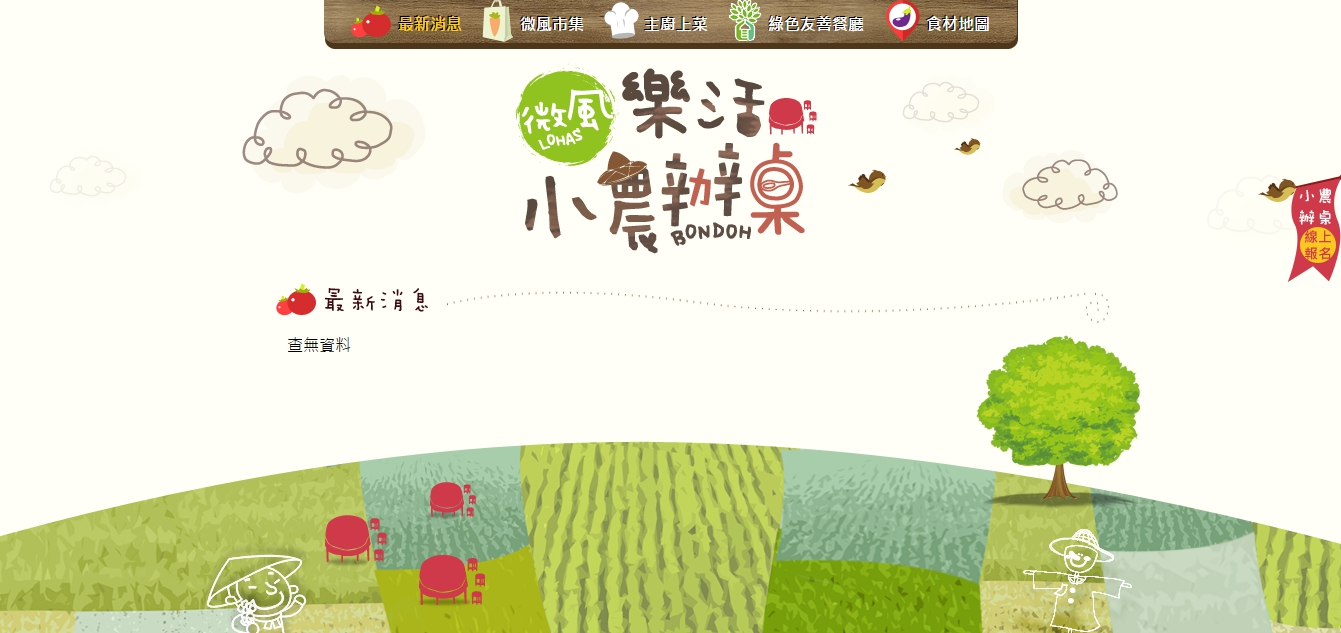 最新消息 微風市集 主廚上菜 綠色友善餐廳 食材地圖
微風
LOHAS
樂活
小農辦桌
BONDOH
小農
辦桌
線上
報名
最新消息
查無資料